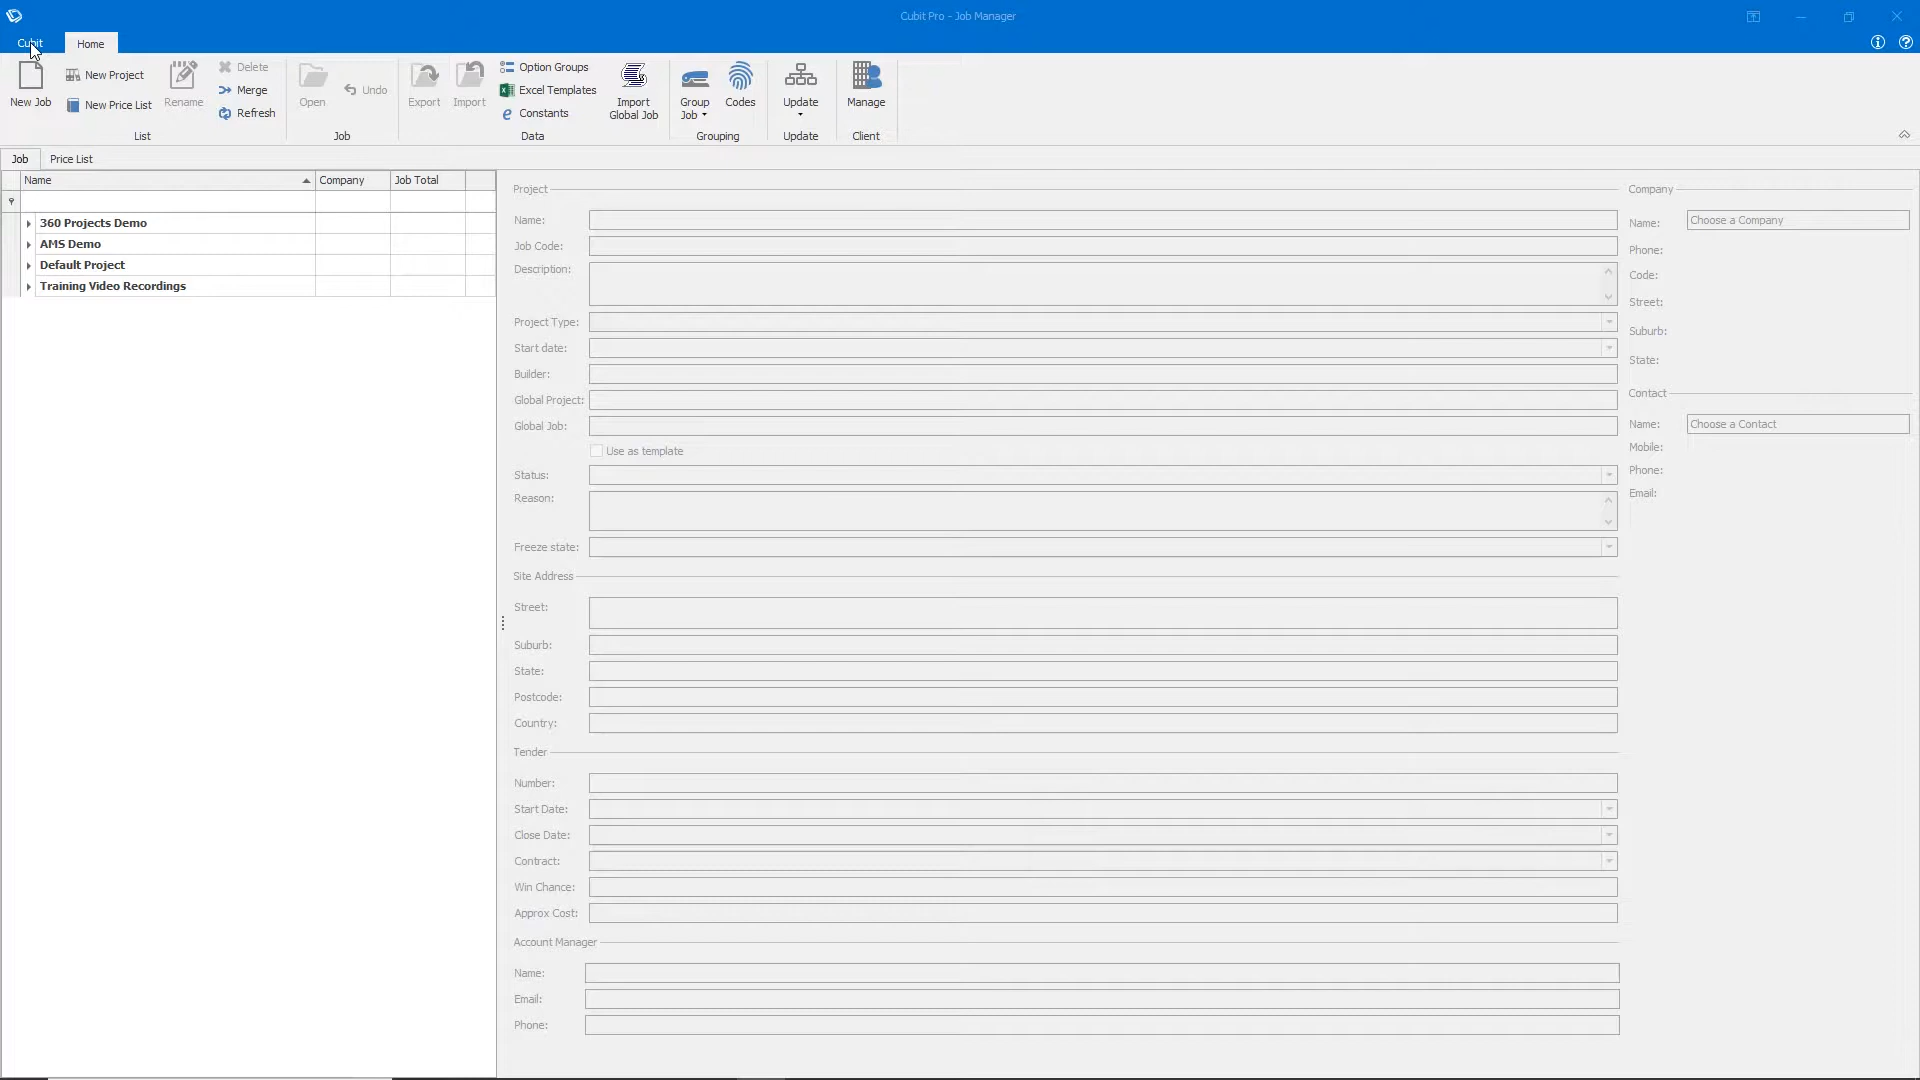 Cubit Pro - Job Manager
Cubit
Home
New Job
New Project
New Price List
Rename
Delete
Merge
Refresh
List
Open
Undo
Job
Export
Import
Option Groups
Excel Templates
Constants
Data
Import
Global Job
Group
Job
Codes
Grouping
Update
Update
Manage
Client
Job
Price List
Name
Company
Job Total
360 Projects Demo
AMS Demo
Default Project
Training Video Recordings
Project
Name:
Job Code:
Description:
Project Type:
Start date:
Builder:
Global Project:
Global Job:
Use as template
Status:
Reason:
Freeze state:
Site Address
Street:
Suburb:
State:
Postcode:
Country:
Tender
Number:
Start Date:
Close Date:
Contract:
Win Chance:
Approx Cost:
Account Manager
Name:
Email:
Phone:
Company
Name:
Choose a Company
Phone:
Code:
Street:
Suburb:
State:
Contact
Name:
Choose a Contact
Mobile:
Phone:
Email: